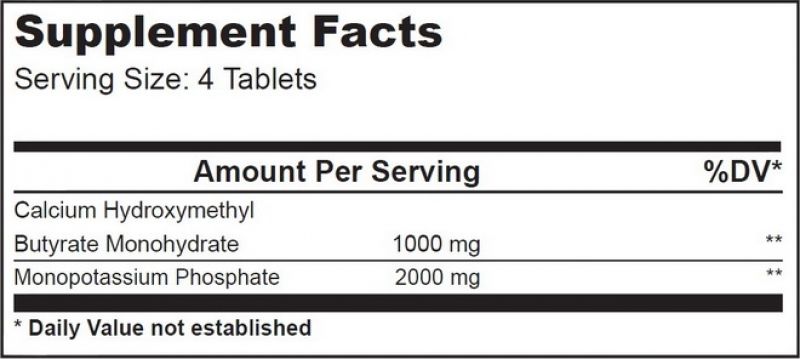 Supplement Facts
Serving Size: 4 Tablets
Amount Per Serving %DV*
Calcium Hydroxymethyl
Butyrate Monohydrate 1000 mg **
Monopotassium Phosphate 2000 mg **
* Daily Value not established